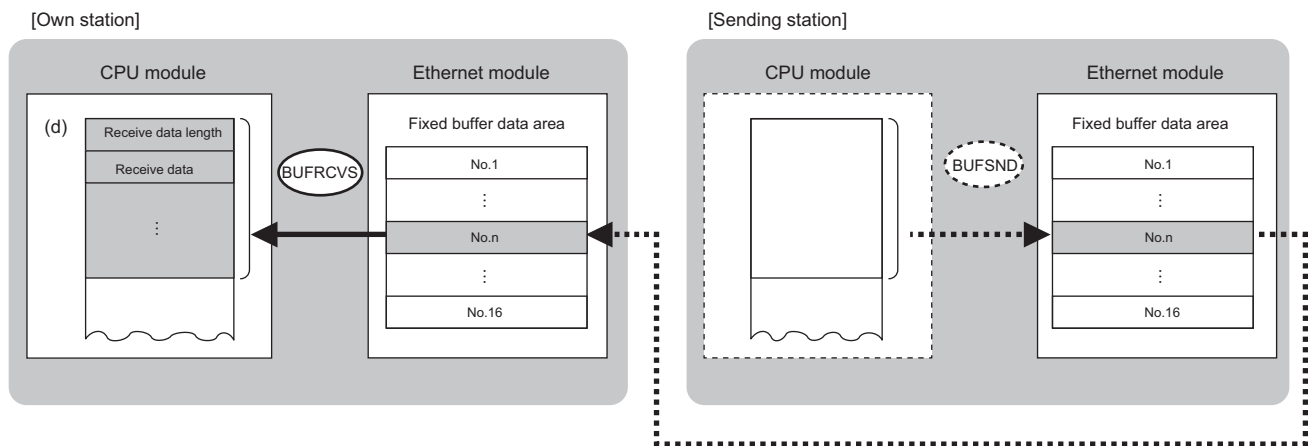 [Own station]
CPU module
Ethernet module
(d)
Receive data length
Receive data
⋮
BUFRCVS
Fixed buffer data area
No.1
⋮
No.n
⋮
No.16
[Sending station]
CPU module
Ethernet module
BUFSND
Fixed buffer data area
No.1
⋮
No.n
⋮
No.16